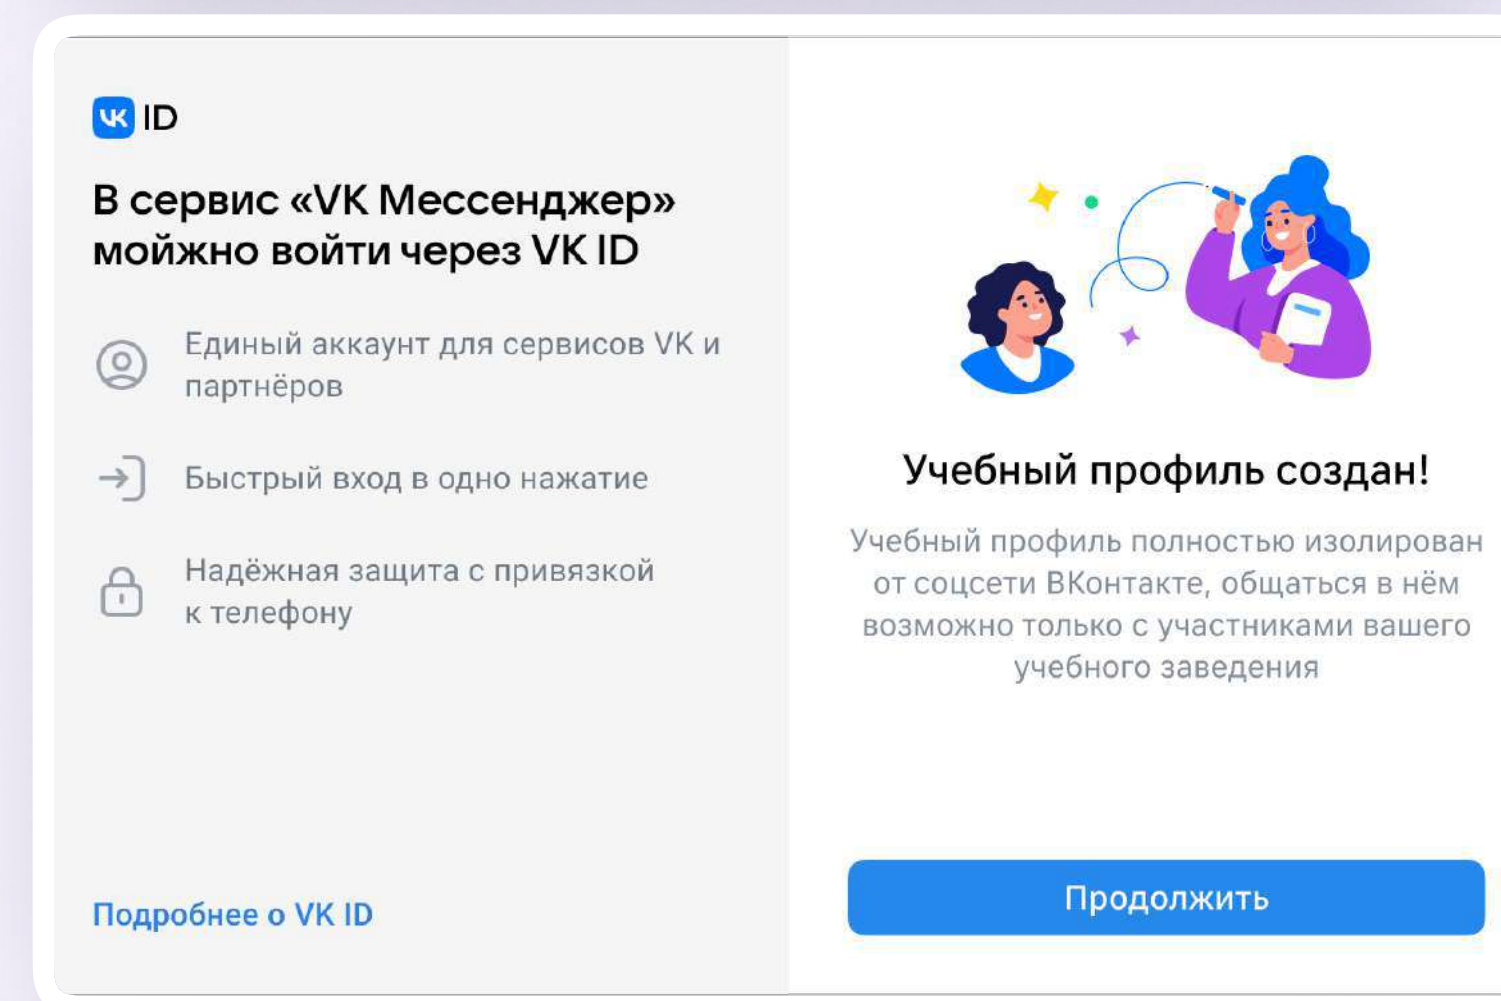 VK ID
В сервис «VK Мессенджер»
мойжно войти через VK ID
Единый аккаунт для сервисов VK и
партнёров
Быстрый вход в одно нажатие
Надёжная защита с привязкой
к телефону
Подробнее о VK ID
Учебный профиль создан!
Учебный профиль полностью изолирован
от соцсети ВКонтакте, общаться в нём
возможно только с участниками вашего
учебного заведения
Продолжить